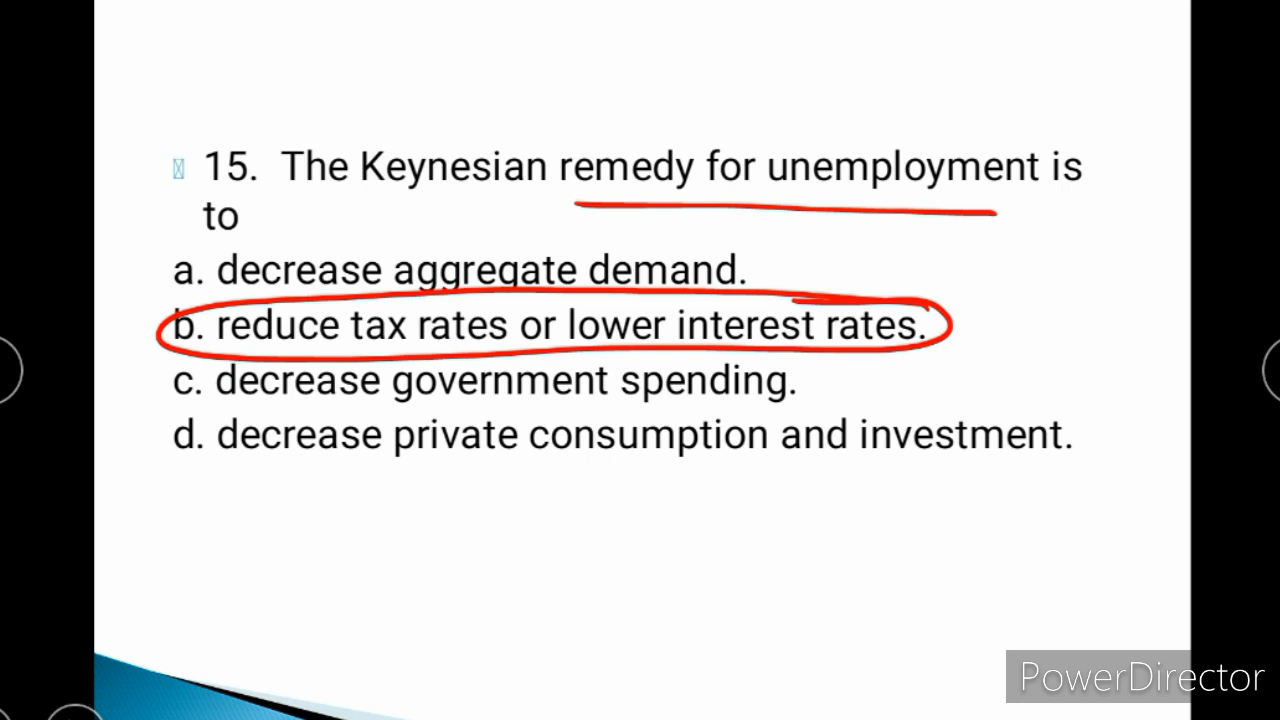 15. The Keynesian remedy for unemployment is
to
a. decrease aggregate demand.
b. reduce tax rates or lower interest rates.
c. decrease government spending.
d. decrease private consumption and investment.
PowerDirector